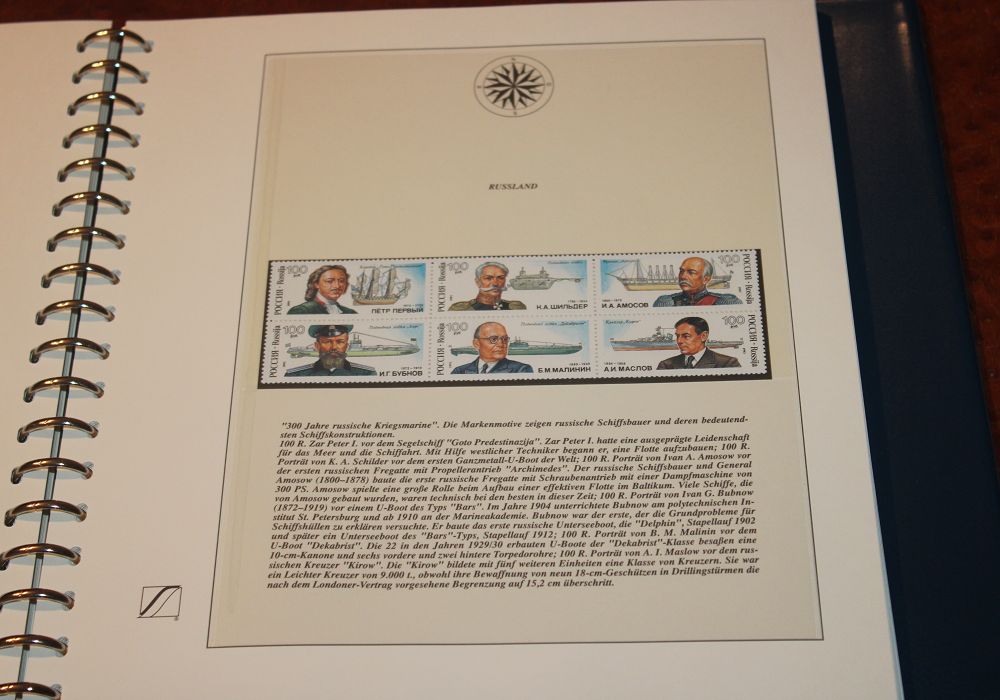 RUSSLAND
РОССИЯ · Rossija 100 ПЁТР ПЕРВЫЙ
РОССИЯ · Rossija 100 К.А. ШИЛЬДЕР
РОССИЯ · Rossija 100 И.А. АМОСОВ
РОССИЯ · Rossija 100 И.Г. БУБНОВ
РОССИЯ · Rossija 100 Б.М. МАЛИНИН
РОССИЯ · Rossija 100 А.И. МАСЛОВ
"300 Jahre russische Kriegsmarine". Die Markenmotive zeigen russische Schiffsbauer und deren bedeutend-
sten Schiffskonstruktionen.
100 R. Zar Peter I. vor dem Segelschiff "Goto Predestinazija". Zar Peter I. hatte eine ausgeprägte Leidenschaft
für das Meer und die Schiffahrt. Mit Hilfe westlicher Techniker begann er, eine Flotte aufzubauen; 100 R.
Porträt von K. A. Schilder vor dem ersten Ganzmetall-U-Boot der Welt; 100 R. Porträt von Ivan A. Amosow vor
der ersten russischen Fregatte mit Propellerantrieb "Archimedes". Der russische Schiffsbauer und General
Amosow (1800–1878) baute die erste russische Fregatte mit Schraubenantrieb mit einer Dampfmaschine von
300 PS. Amosow spielte eine große Rolle beim Aufbau einer effektiven Flotte im Baltikum. Viele Schiffe, die
von Amosow gebaut wurden, waren technisch bei den besten in dieser Zeit; 100 R. Porträt von Ivan G. Bubnow
(1872–1919) vor einem U-Boot des Typs "Bars". Im Jahre 1904 unterrichtete Bubnow am polytechnischen In-
stitut St. Petersburg und ab 1910 an der Marineakademie. Bubnow war der erste, der die Grundprobleme für
Schiffshüllen zu erklären versuchte. Er baute das erste russische Unterseeboot, die "Delphin", Stapellauf 1902
und später ein Unterseeboot des "Bars"-Typs, Stapellauf 1912; 100 R. Porträt von B. M. Malinin vor dem
U-Boot "Dekabrist". Die 22 in den Jahren 1929/30 erbauten U-Boote der "Dekabrist"-Klasse besaßen eine
10-cm-Kanone und sechs vordere und zwei hintere Torpedorohre; 100 R. Porträt von A. I. Maslow vor dem rus-
sischen Kreuzer "Kirow". Die "Kirow" bildete mit fünf weiteren Einheiten eine Klasse von Kreuzern. Sie war
ein Leichter Kreuzer von 9.000 t., obwohl ihre Bewaffnung von neun 18-cm-Geschützen in Drillingstürmen die
nach dem Londoner-Vertrag vorgesehene Begrenzung auf 15,2 cm überschritt.